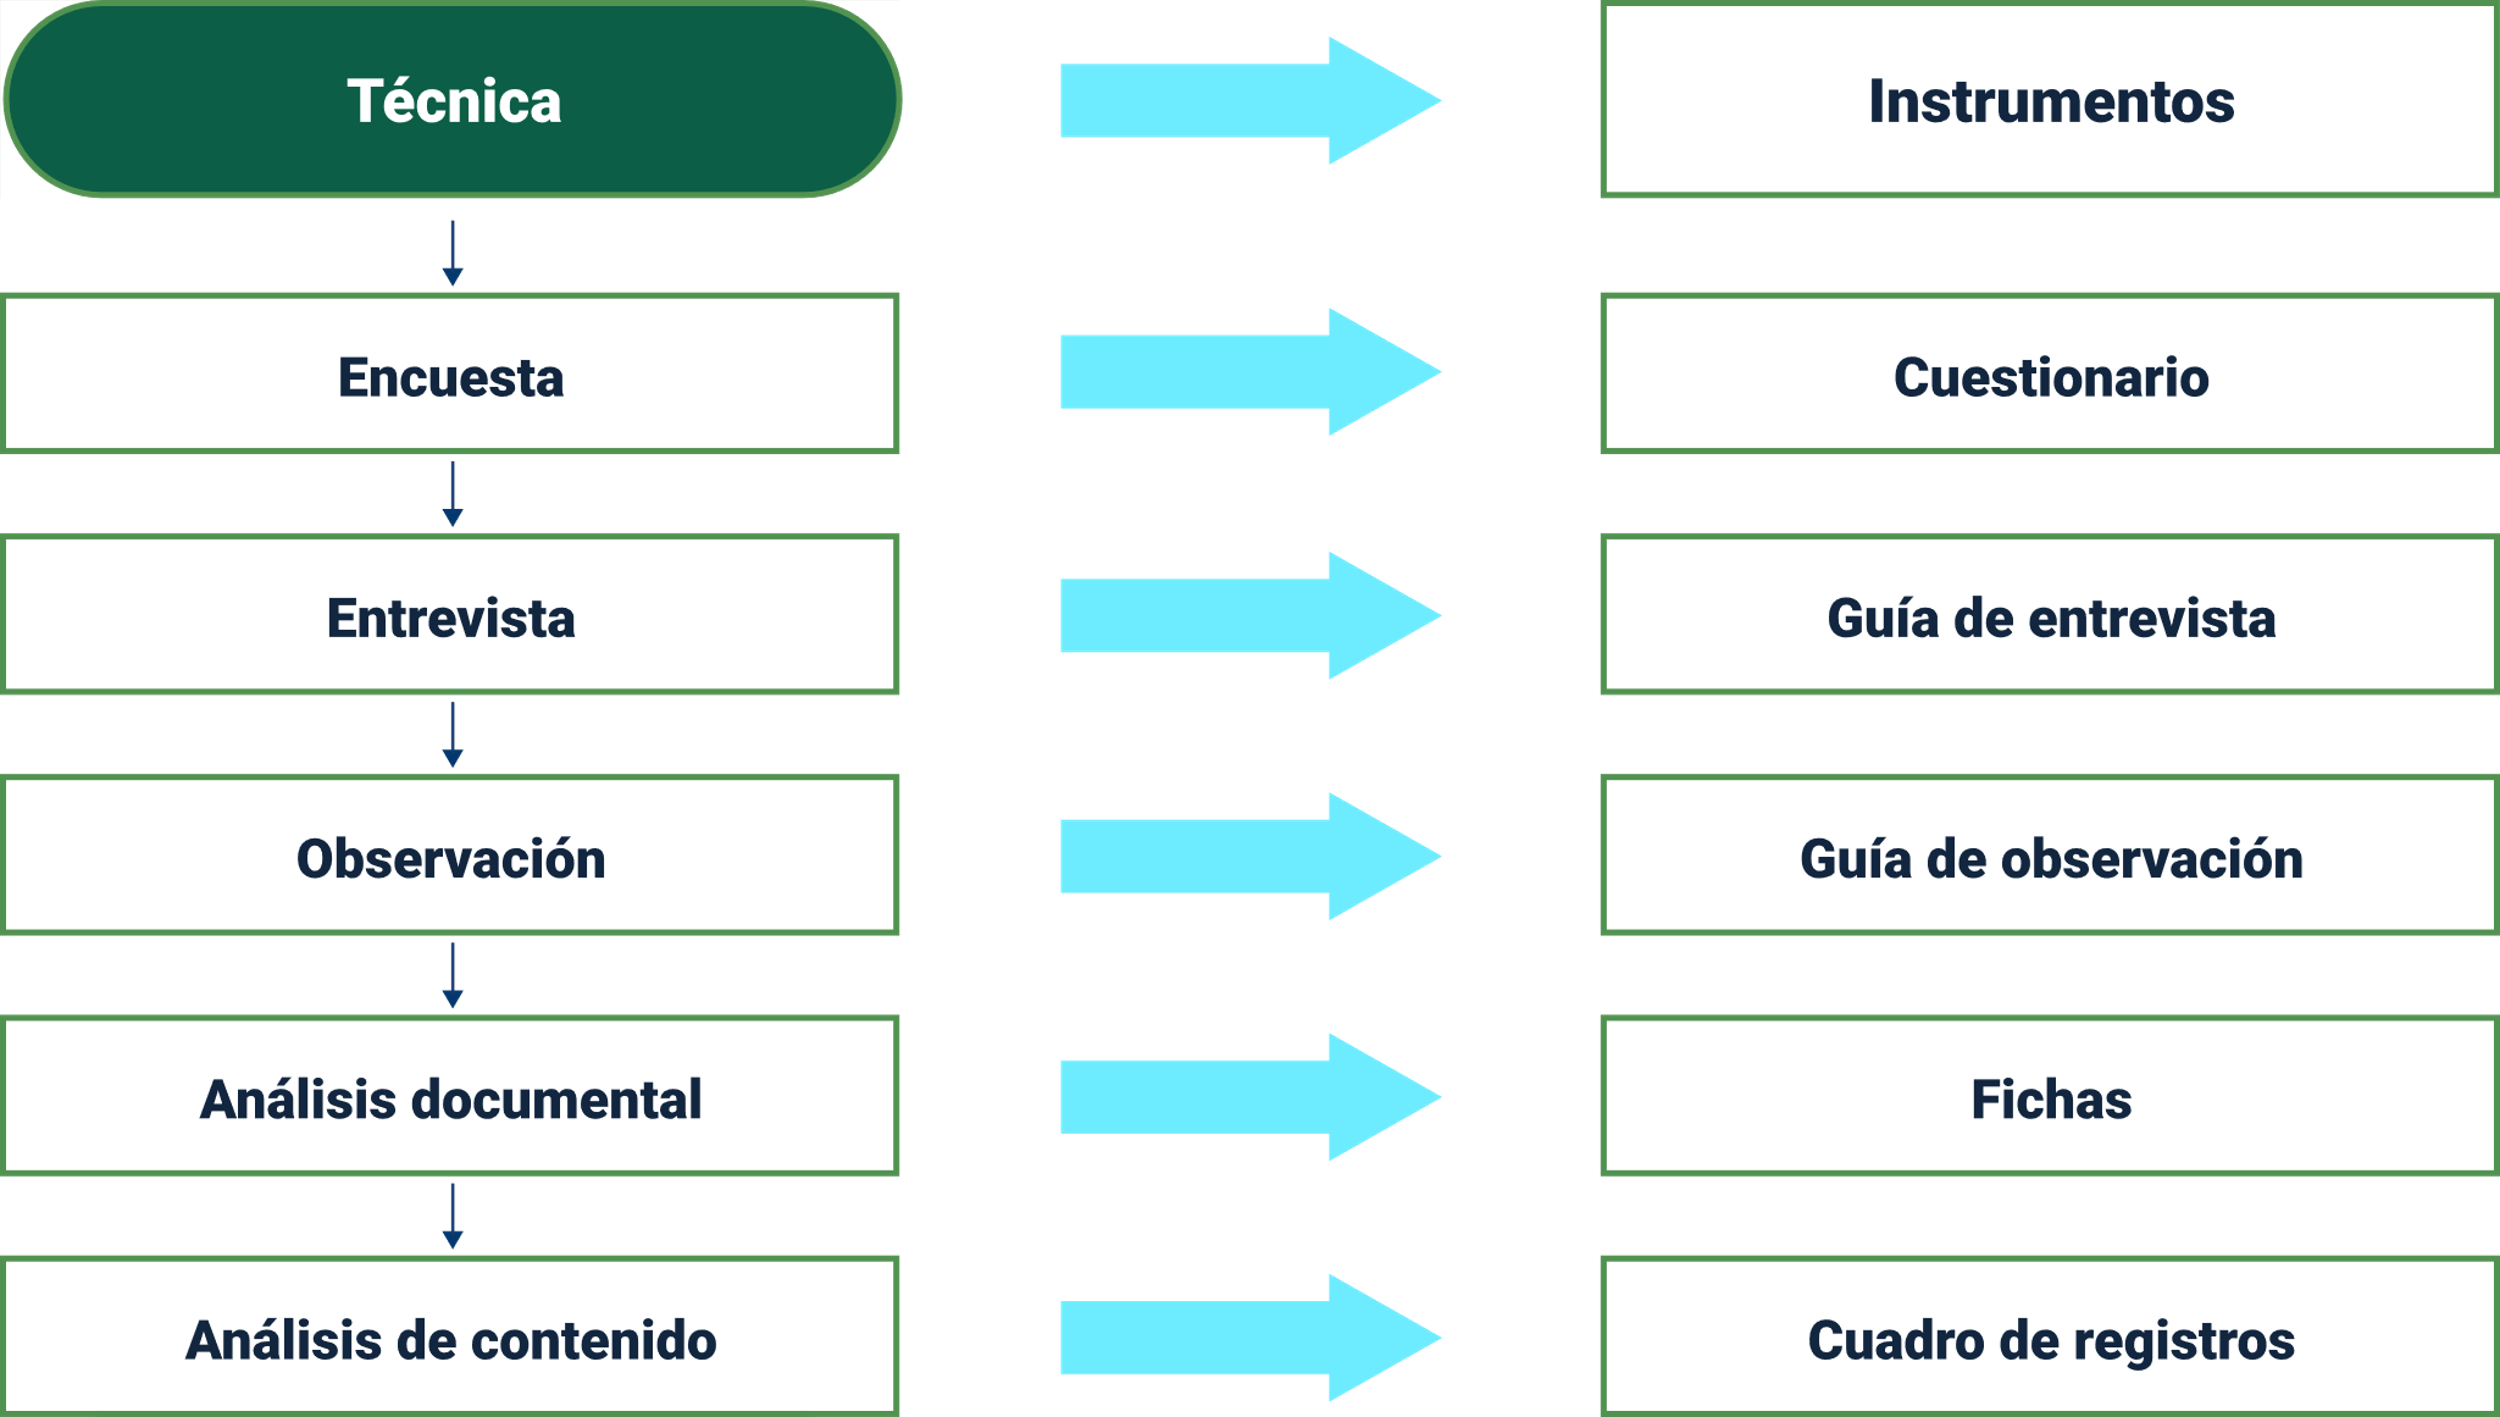 Técnica
Instrumentos
Encuesta
Cuestionario
Entrevista
Guía de entrevista
Observación
Guía de observación
Análisis documental
Fichas
Análisis de contenido
Cuadro de registros